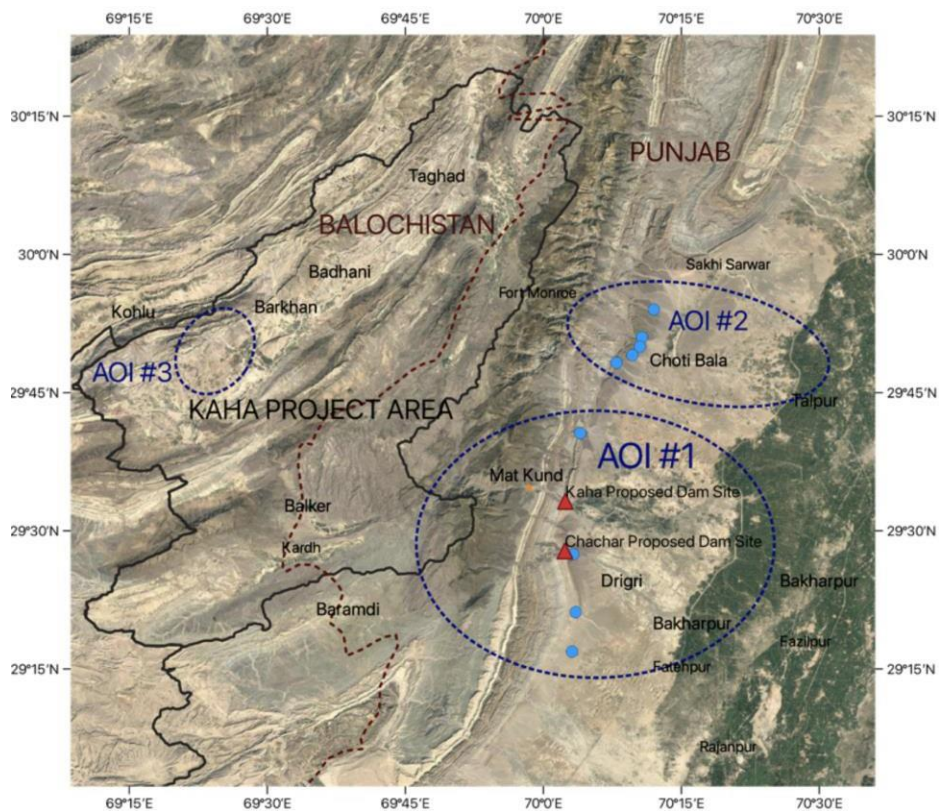 69°15'E 69°30'E 69°45'E 70°0'E 70°15'E 70°30'E
30°15'N 30°15'N
PUNJAB
Taghad
BALOCHISTAN
30°0'N 30°0'N
Sakhi Sarwar
Badhani
Fort Monroe
Kohlu Barkhan
AOI #2
Choti Bala
AOI #3
29°45'N 29°45'N
Talpur
KAHA PROJECT AREA
AOI #1
Mat Kund
Kaha Proposed Dam Site
Balker
29°30'N 29°30'N
Chachar Proposed Dam Site
Kardh
Drigri Bakharpur
Baramdi
Bakharpur
Fazilpur
29°15'N 29°15'N
Fatehpur
Rajanpur
69°15'E 69°30'E 69°45'E 70°0'E 70°15'E 70°30'E